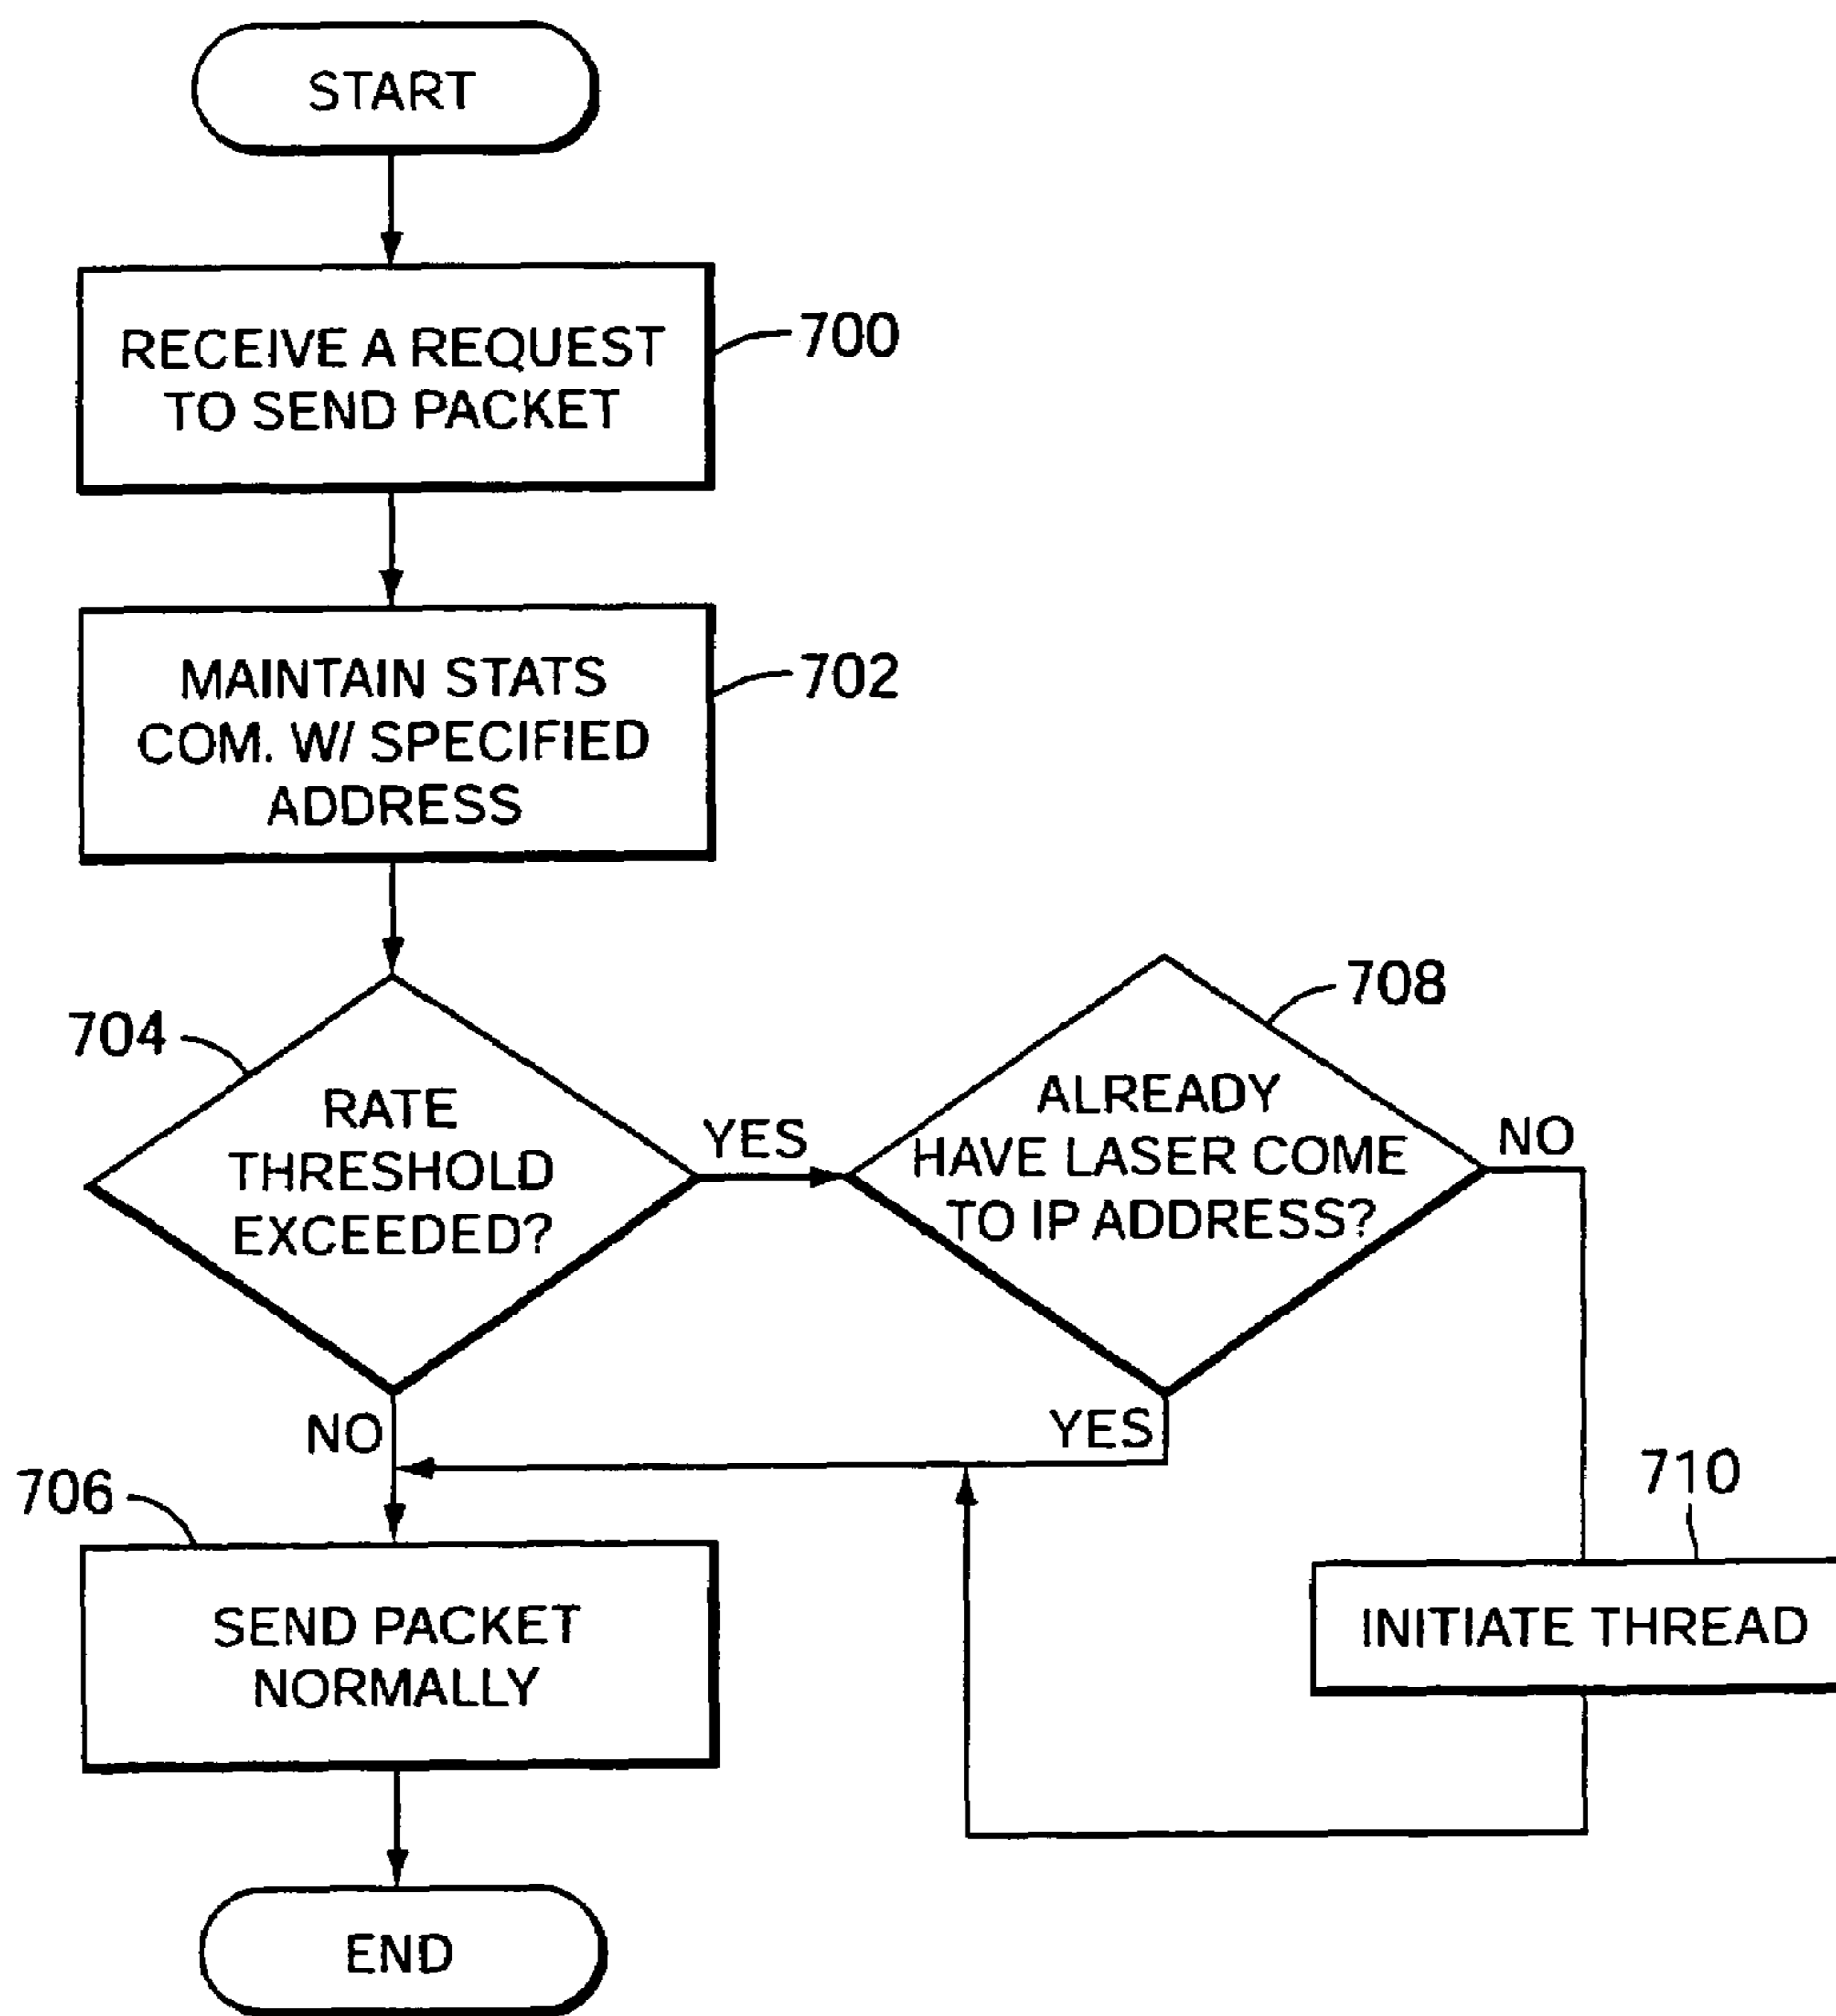 START
RECEIVE A REQUEST
TO SEND PACKET
700
MAINTAIN STATS
COM. W/ SPECIFIED
ADDRESS
702
704
RATE
THRESHOLD
EXCEEDED?
YES
708
ALREADY
HAVE LASER COME
TO IP ADDRESS?
NO
NO
YES
706
SEND PACKET
NORMALLY
710
INITIATE THREAD
END